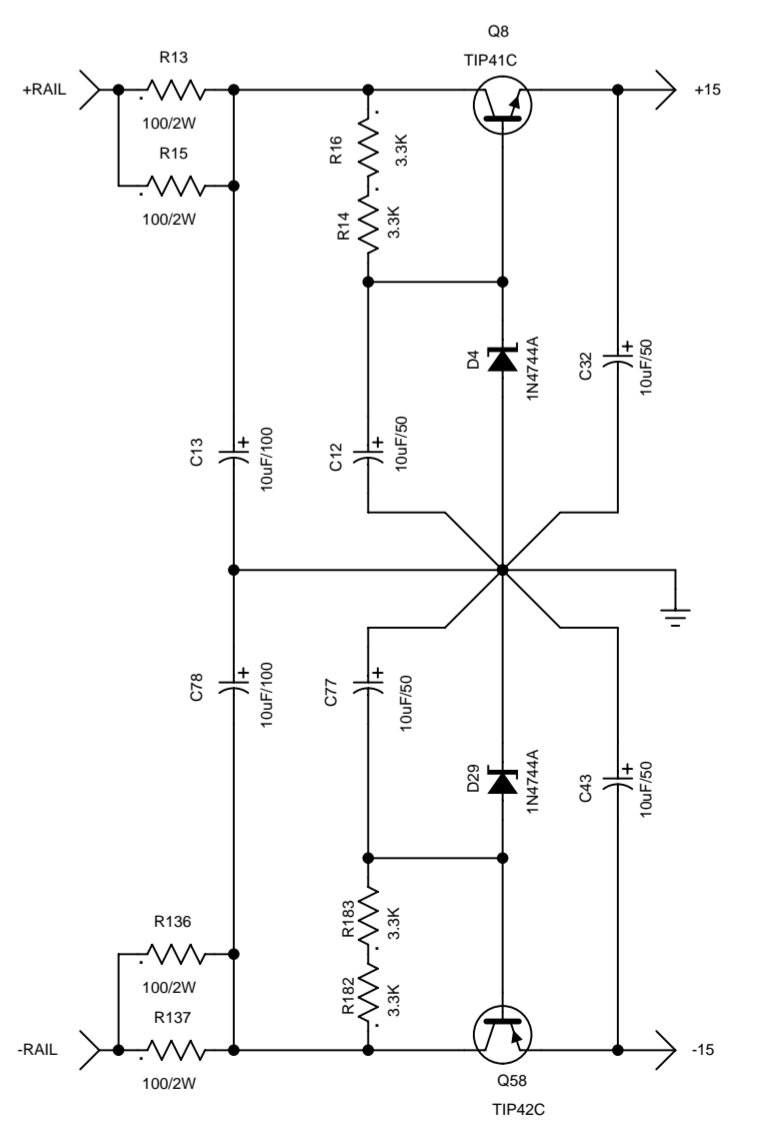 Q8
TIP41C
R13
+RAIL
+15
100/2W
R15
100/2W
R16
3.3K
R14
3.3K
D4
1N4744A
C32
+
10uF/50
C13
+
10uF/100
C12
+
10uF/50
C78
+
10uF/100
C77
+
10uF/50
D29
1N4744A
C43
+
10uF/50
R183
3.3K
R136
100/2W
R182
3.3K
R137
-RAIL
-15
100/2W
Q58
TIP42C